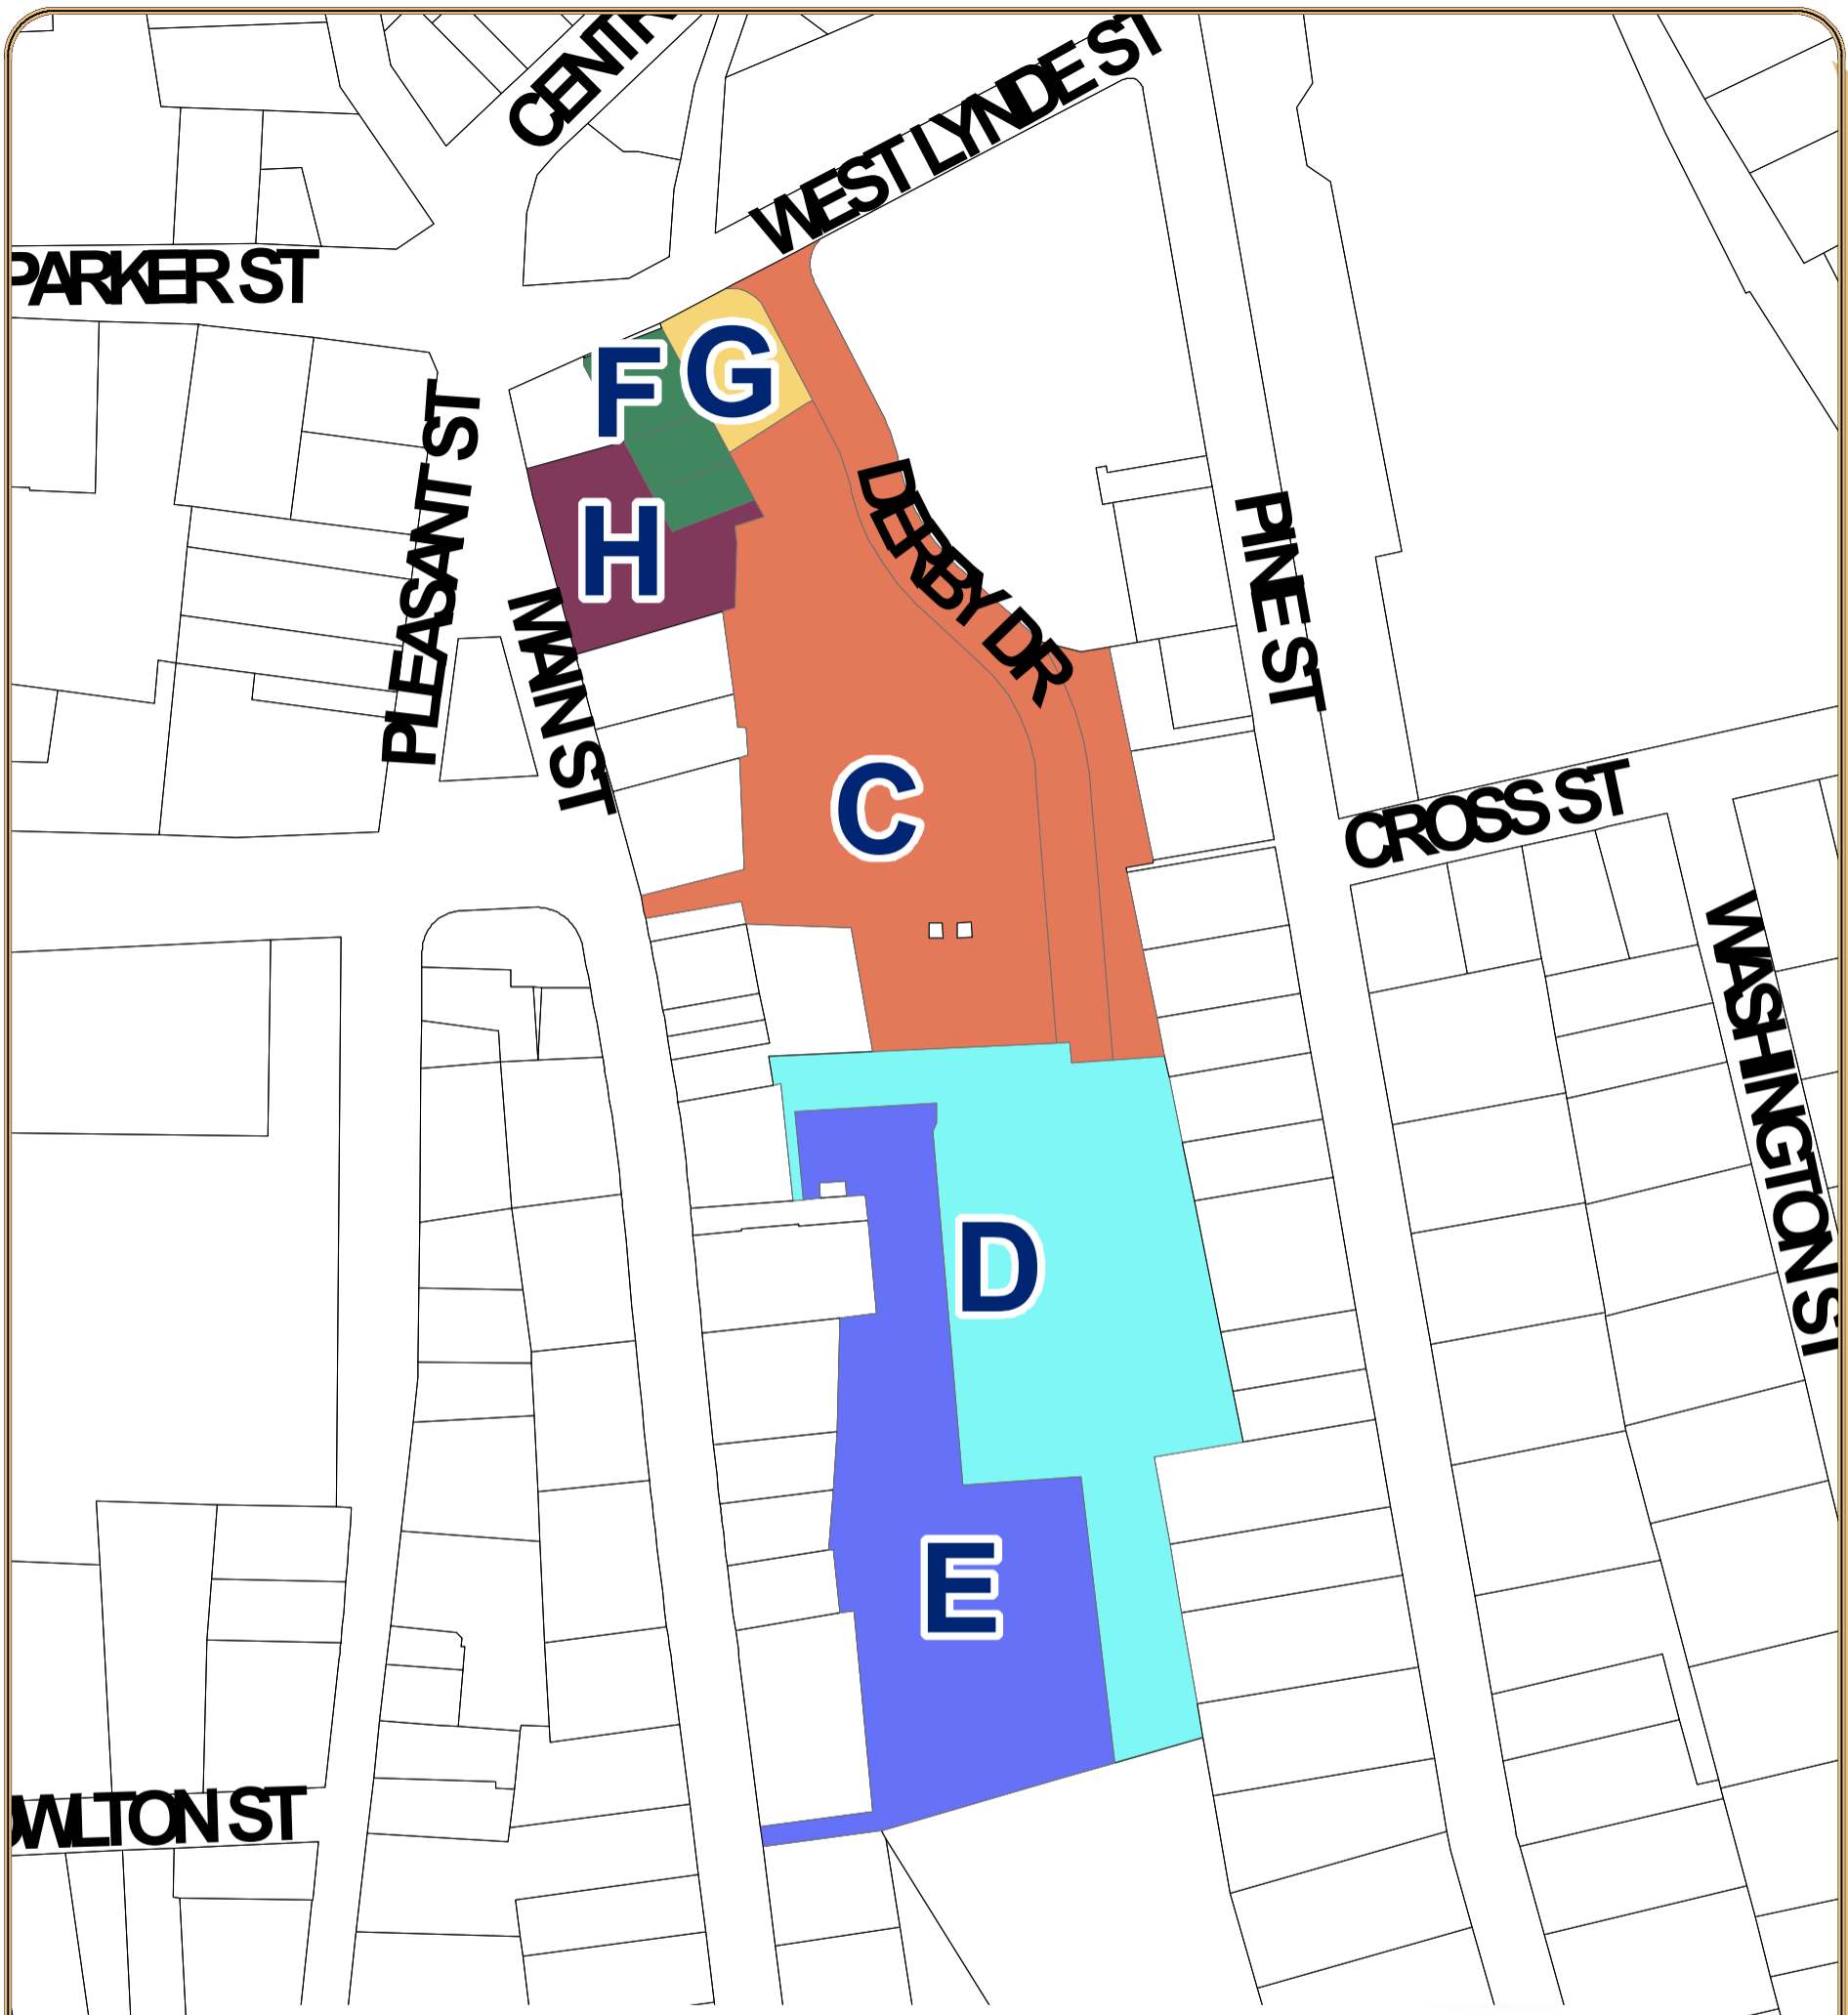 WEST LYNDE ST
PARKER ST
F
G
PLEASANT ST
H
MAIN ST
DERBY DR
PINE ST
C
CROSS ST
WASHINGTON ST
D
E